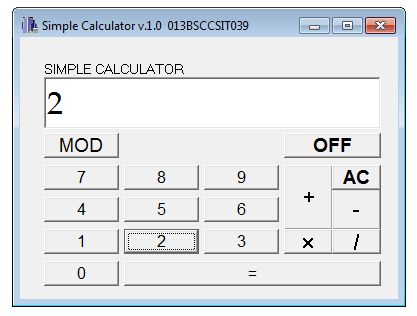 Simple Calculator v.1.0 013BSCCSIT039
SIMPLE CALCULATOR
2
MOD OFF
7 8 9 + AC
4 5 6 -
1 2 3 × /
0 =